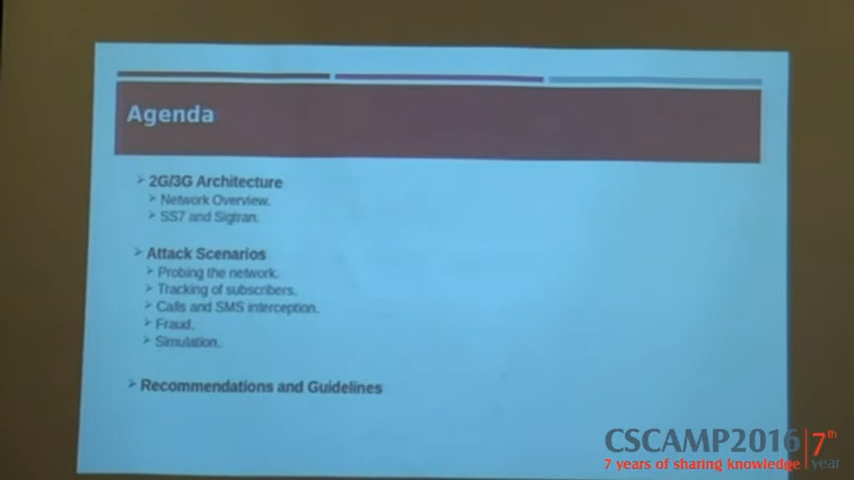 Agenda
➢ 2G/3G Architecture
➢ Network Overview.
➢ SS7 and Sigtran.
➢ Attack Scenarios
➢ Probing the network.
➢ Tracking of subscribers.
➢ Calls and SMS interception.
➢ Fraud.
➢ Simulation.
➢ Recommendations and Guidelines
CSCAMP2016 7th
7 years of sharing knowledge year